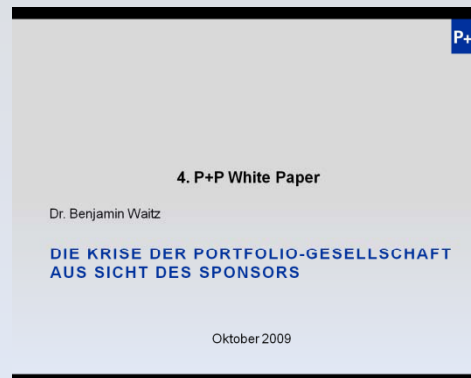 P+
4. P+P White Paper
Dr. Benjamin Waitz
DIE KRISE DER PORTFOLIO-GESELLSCHAFT
AUS SICHT DES SPONSORS
Oktober 2009